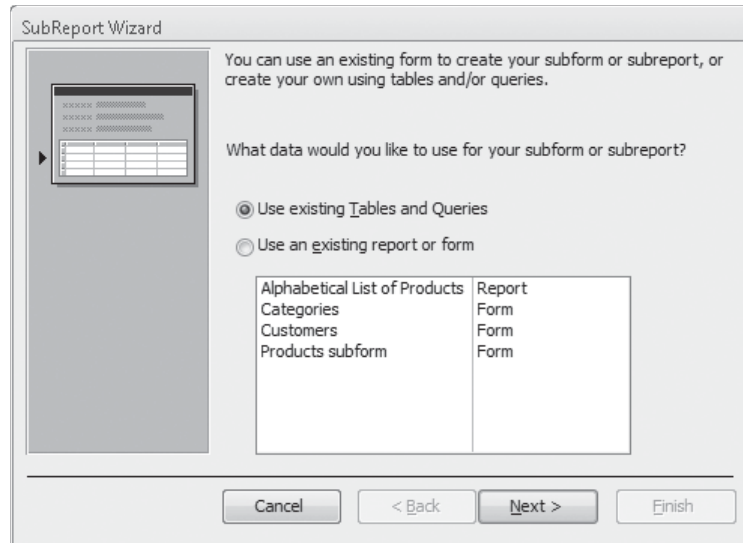 SubReport Wizard
You can use an existing form to create your subform or subreport, or
create your own using tables and/or queries.
What data would you like to use for your subform or subreport?
Use existing Tables and Queries
Use an existing report or form
Alphabetical List of Products Report
Categories Form
Customers Form
Products subform Form
Cancel < Back Next > Finish